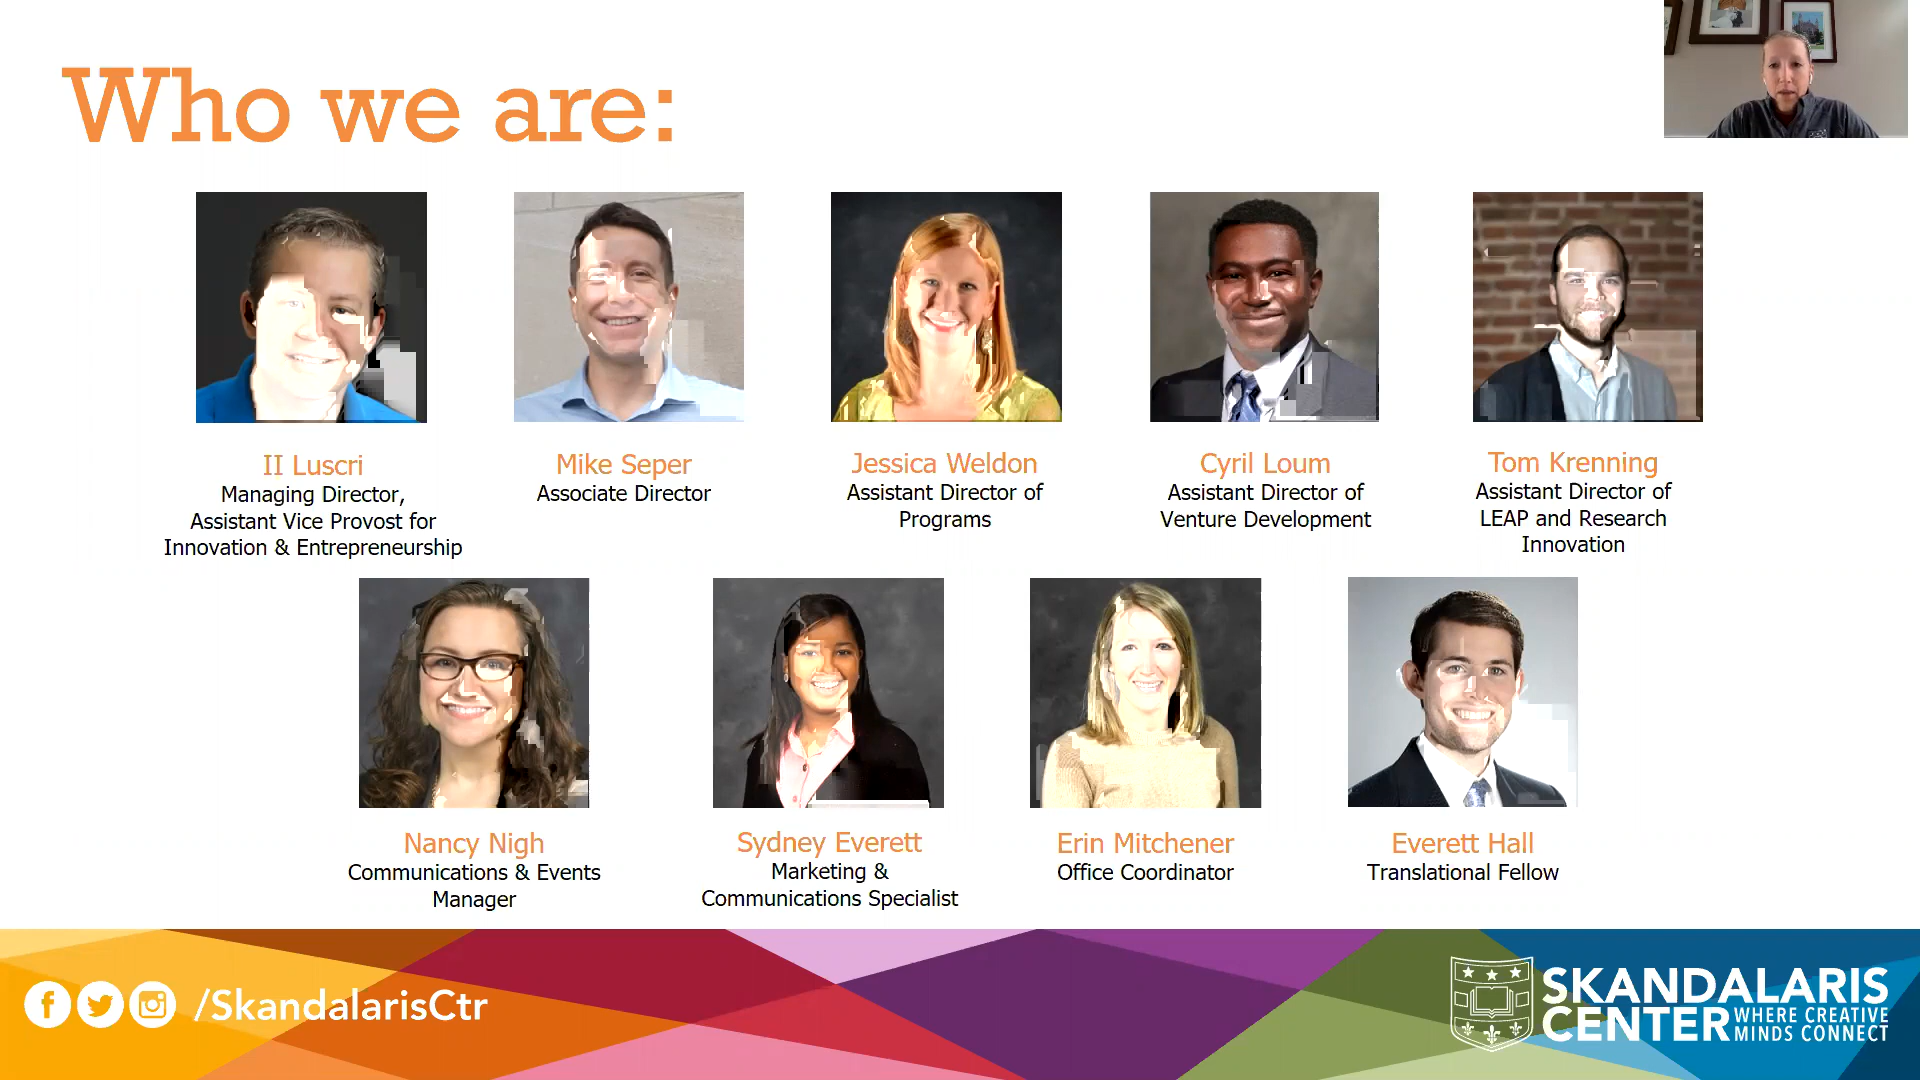 Who we are:
II Luscri
Managing Director,
Assistant Vice Provost for
Innovation & Entrepreneurship
Mike Seper
Associate Director
Jessica Weldon
Assistant Director of
Programs
Cyril Loum
Assistant Director of
Venture Development
Tom Krenning
Assistant Director of
LEAP and Research
Innovation
Nancy Nigh
Communications & Events
Manager
Sydney Everett
Marketing &
Communications Specialist
Erin Mitchener
Office Coordinator
Everett Hall
Translational Fellow
/SkandalarisCtr
SKANDALARIS
CENTER WHERE CREATIVE
MINDS CONNECT